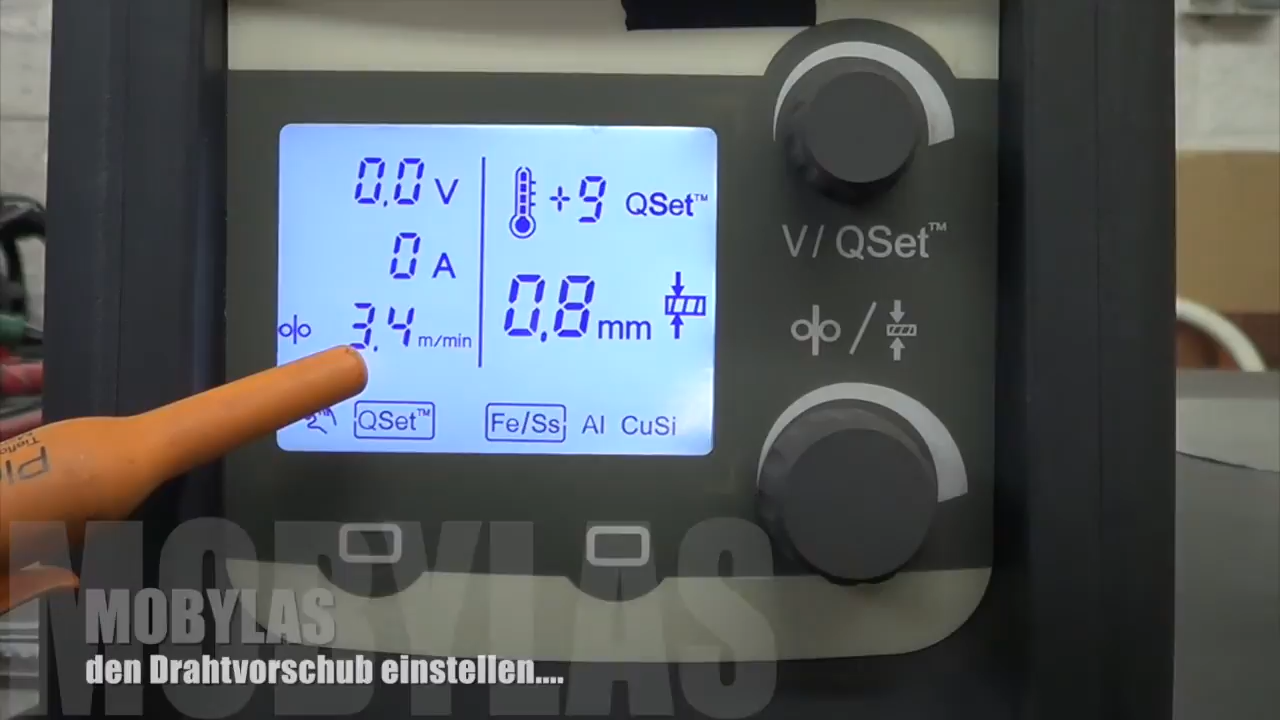 0.0 V
0 A
3.4 m/min
+9 QSet™
0.8 mm
QSet™
Fe/Ss Al CuSi
V/QSet™
MOBYLAS
MOBYLAS
den Drahtvorschub einstellen....